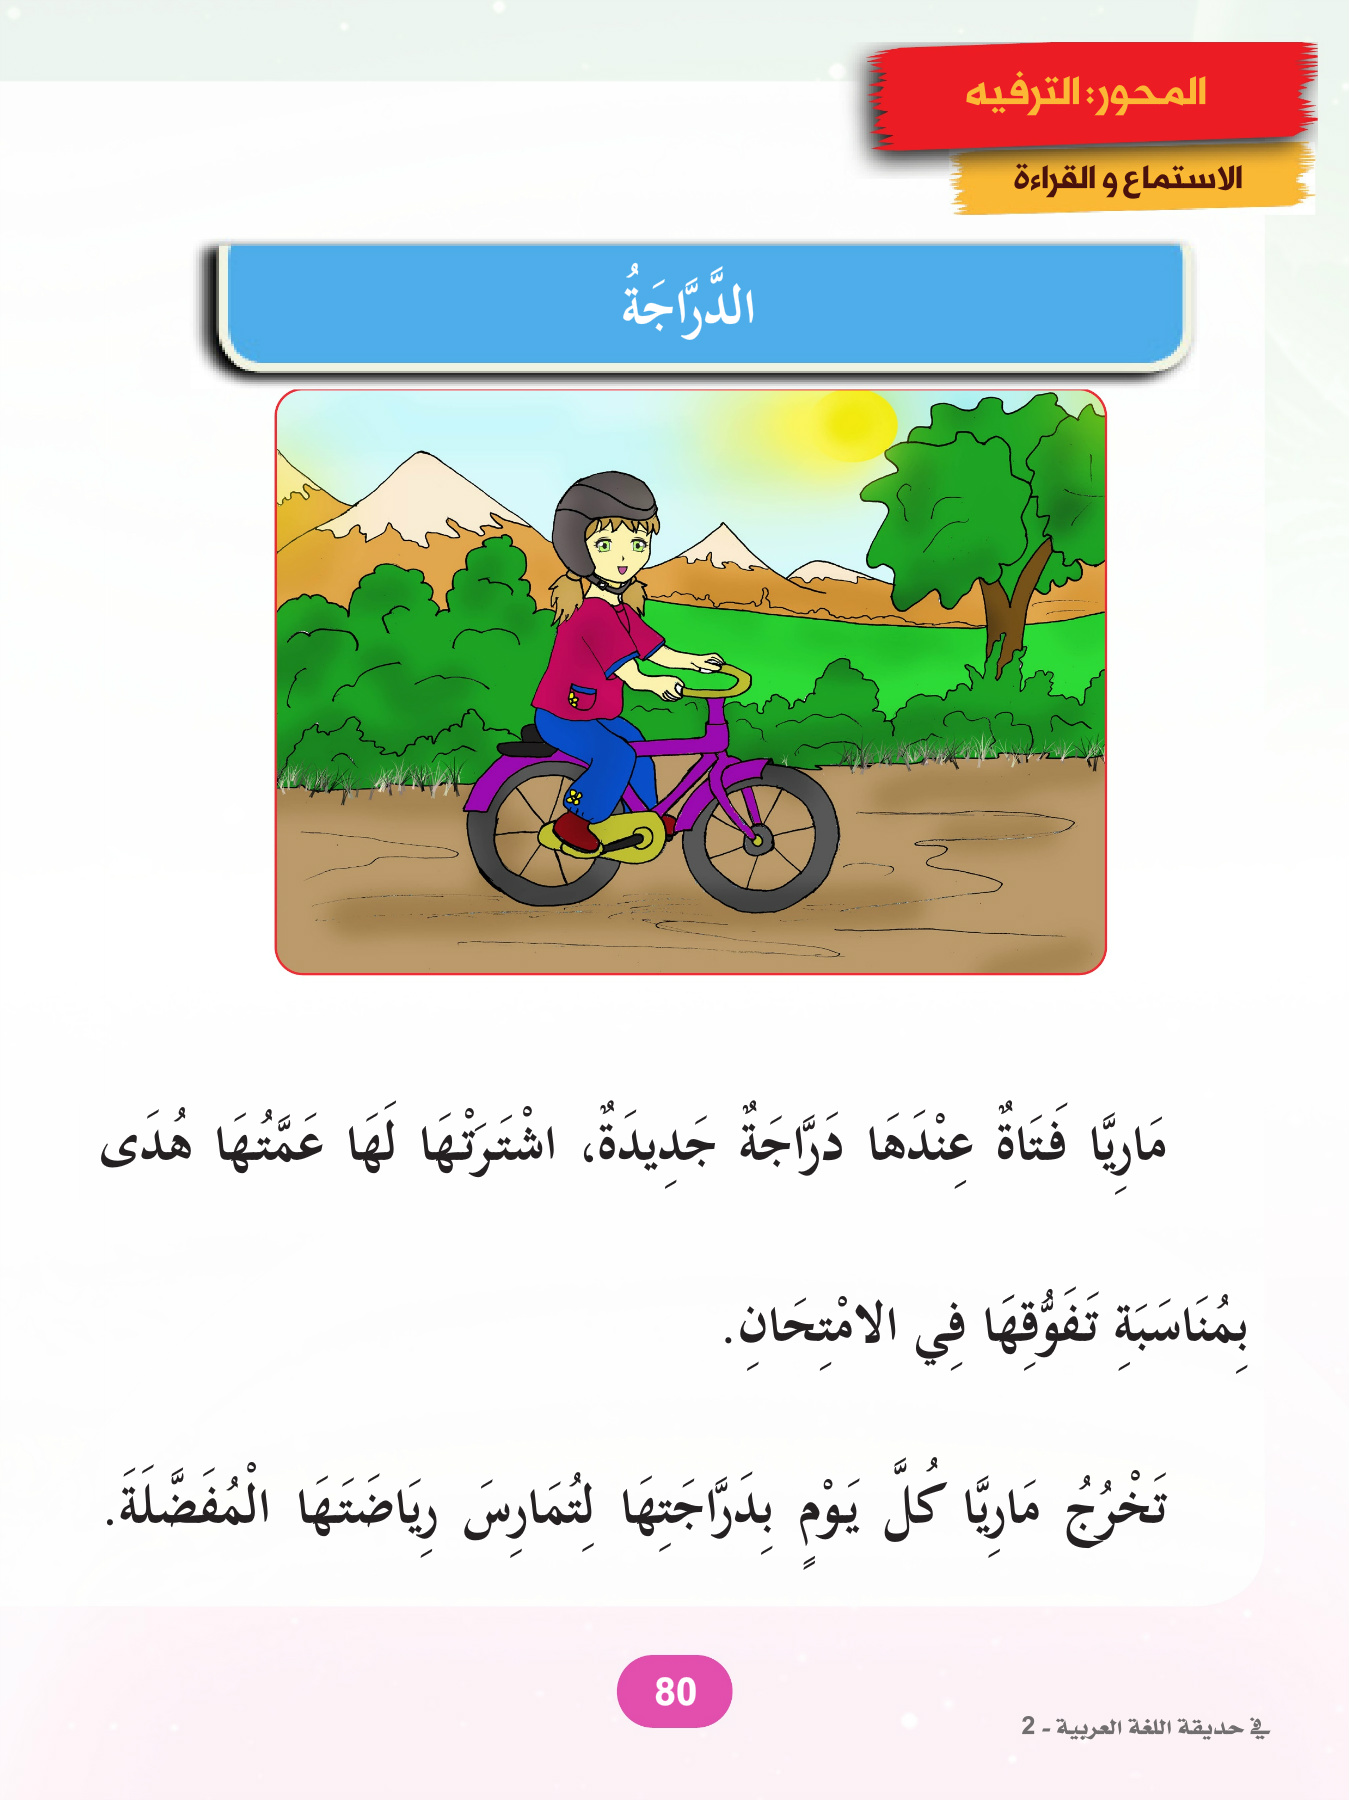 المحور: الترفيه
الاستماع و القراءة
الدَّرَّاجَةُ
مَارِيَّا فَتَاةٌ عِنْدَهَا دَرَّاجَةٌ جَدِيدَةٌ، اشْتَرَتْهَا لَهَا عَمَّتُهَا هُدَى
بِمُنَاسَبَةِ تَفَوُّقِهَا فِي الامْتِحَانِ.
تَخْرُجُ مَارِيَّا كُلَّ يَوْمٍ بِدَرَّاجَتِهَا لِتُمَارِسَ رِيَاضَتَهَا الْمُفَضَّلَةَ.
80
في حديقة اللغة العربية - 2